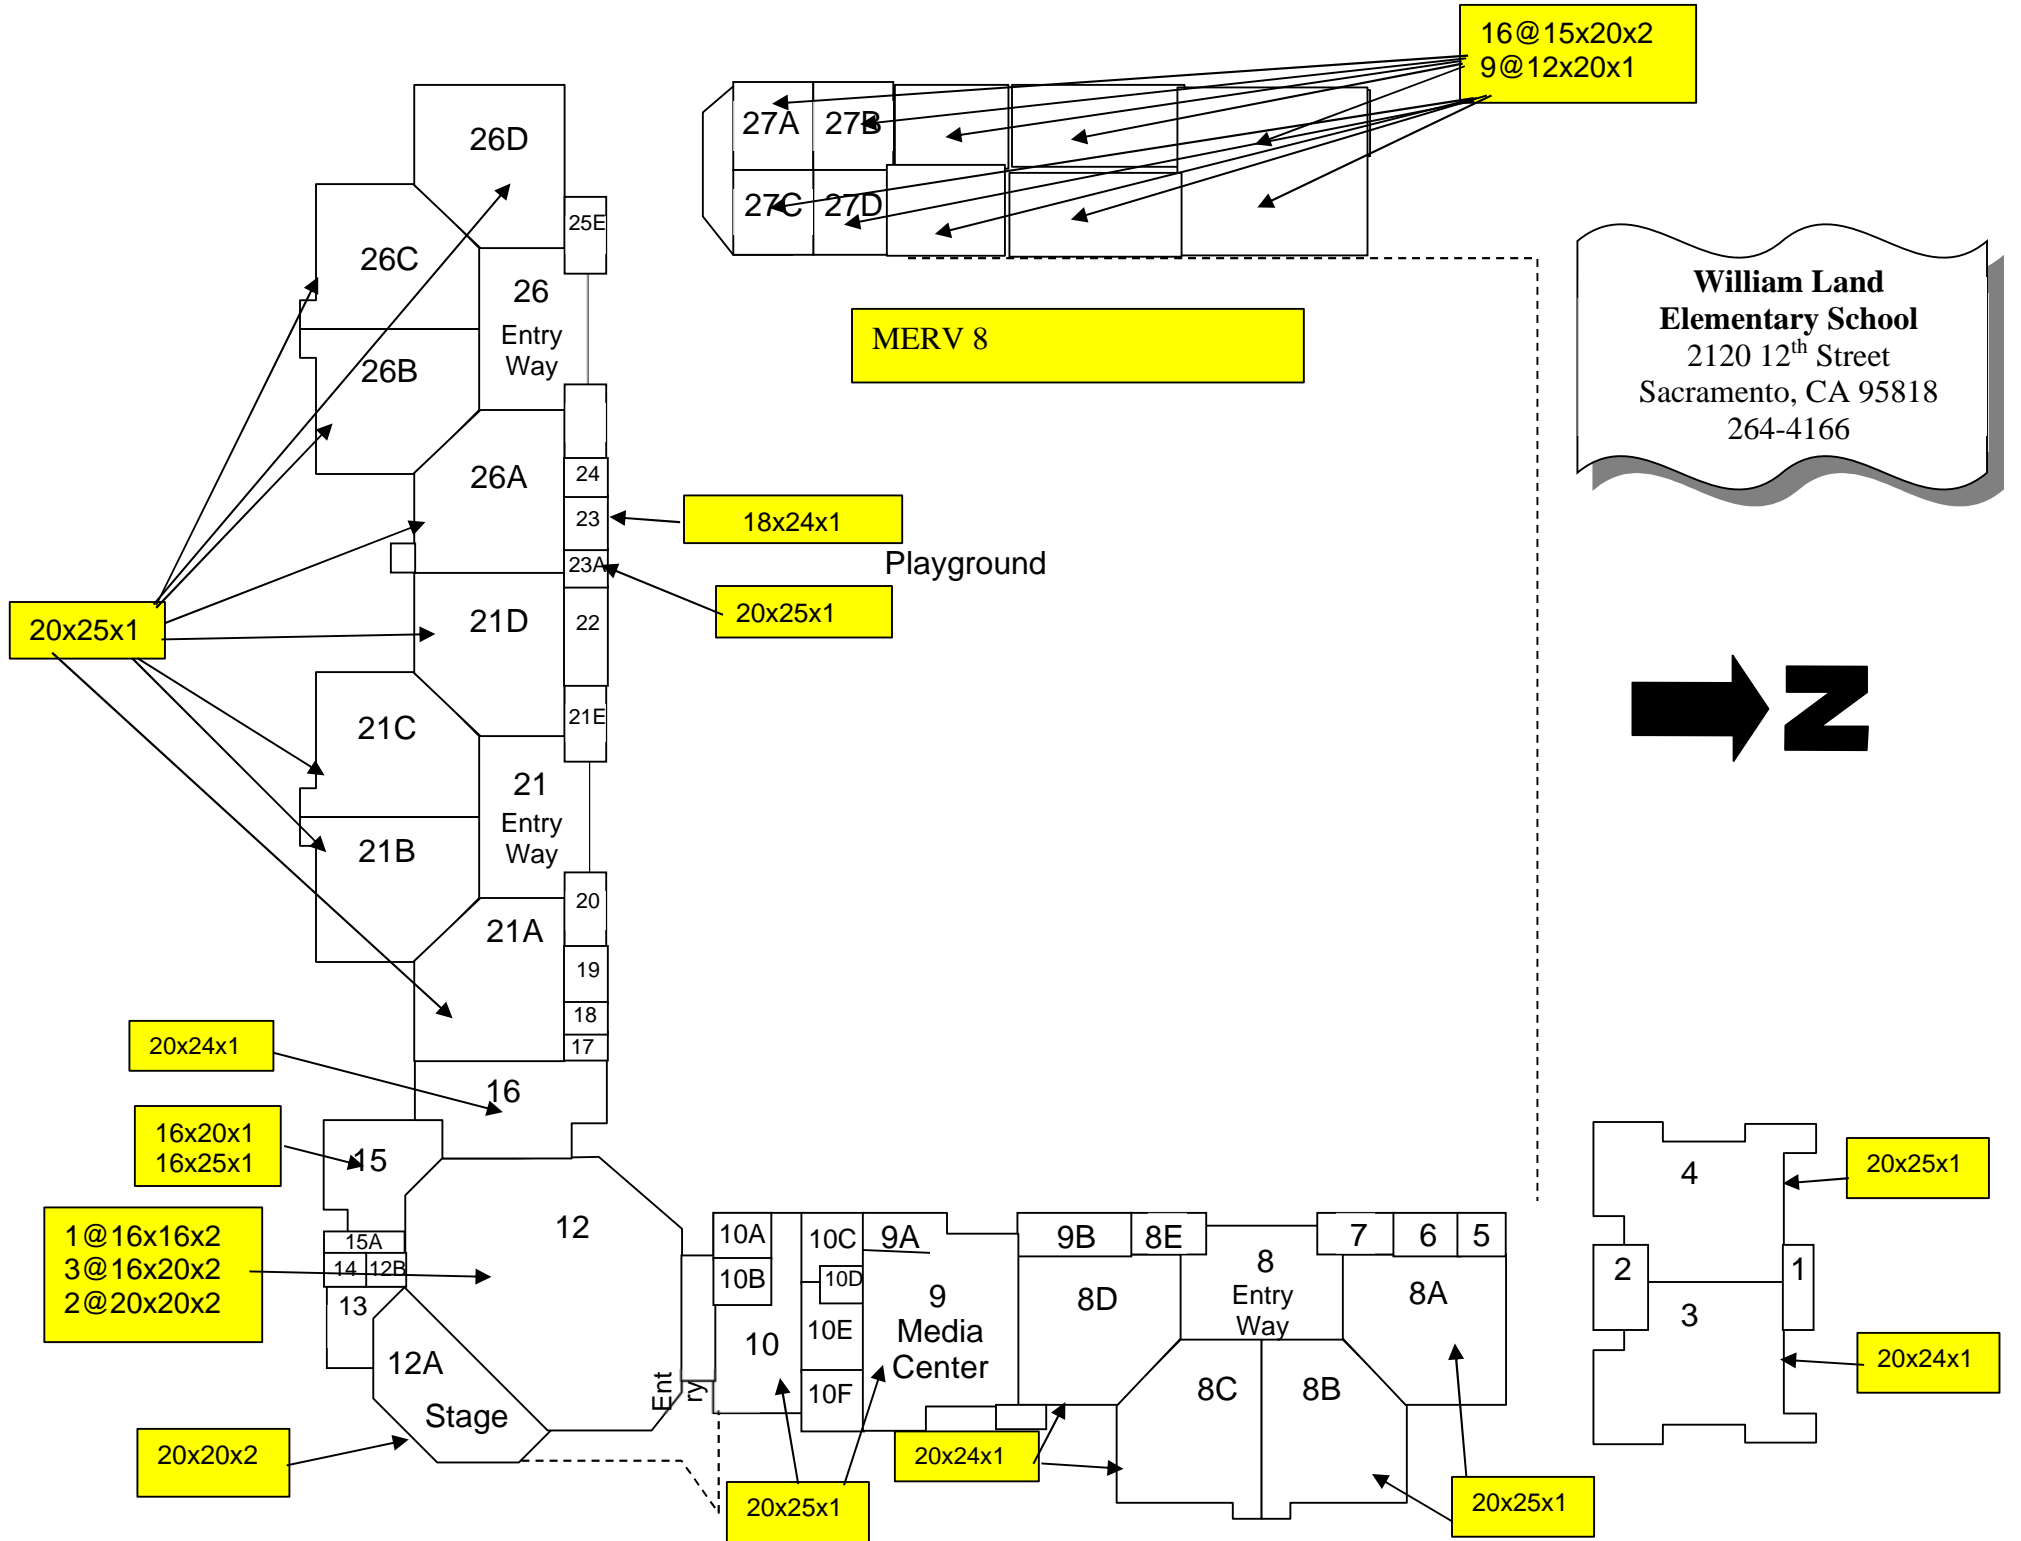 16@15x20x2
9@12x20x1
27A
27B
27C
27D
26D
25E
26C
26
Entry
Way
26B
26A
24
23
23A
22
21D
21E
21C
21
Entry
Way
21B
21A
20
19
18
17
16
MERV 8
William Land
Elementary School
2120 12th Street
Sacramento, CA 95818
264-4166
18x24x1
Playground
20x25x1
20x25x1
N
20x24x1
16x20x1
16x25x1
15
1@16x16x2
3@16x20x2
2@20x20x2
15A
14
12B
13
12
12A
Stage
20x20x2
Ent
ry
10A
10B
10
10C
10D
10E
10F
9A
9
Media
Center
20x25x1
9B
8E
8D
8
Entry
Way
7
6
5
8A
8C
8B
20x24x1
20x25x1
4
20x25x1
2
1
3
20x24x1